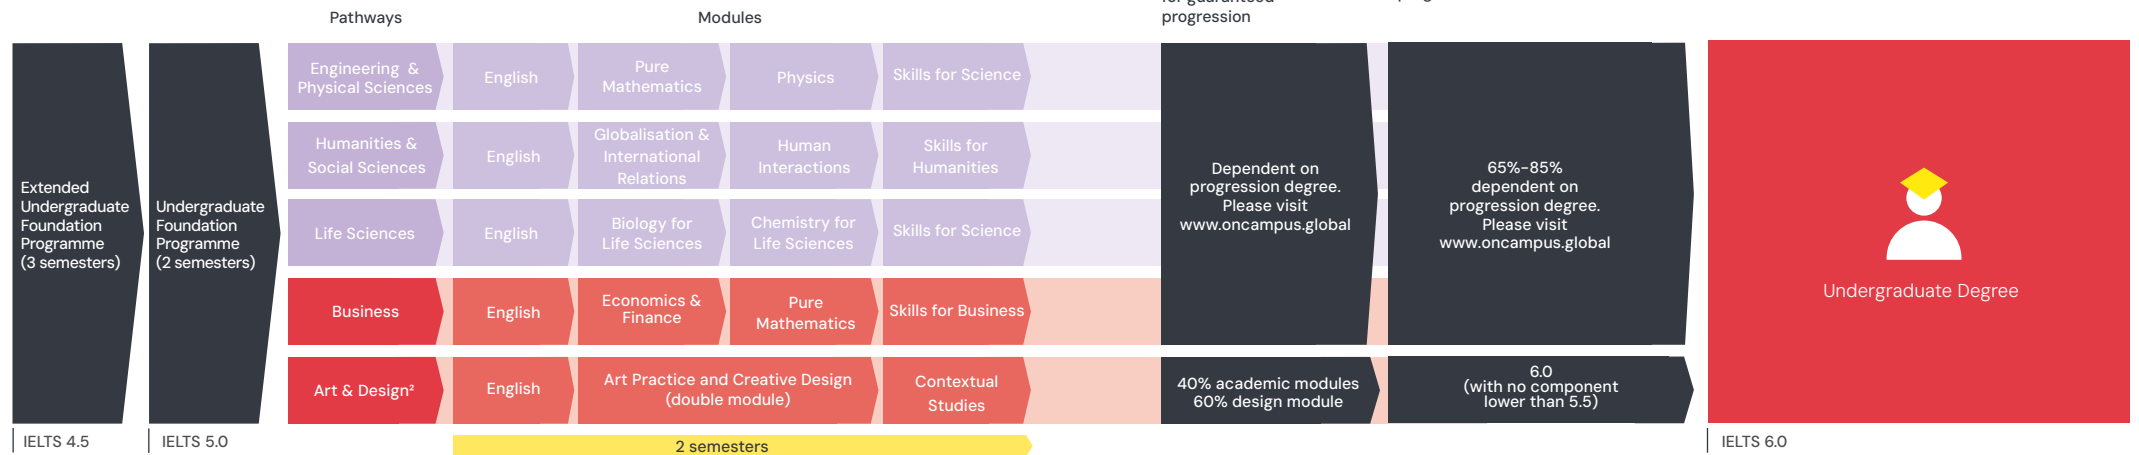 Pathways
Modules
for guaranteed
progression
Extended
Undergraduate
Foundation
Programme
(3 semesters)
Undergraduate
Foundation
Programme
(2 semesters)
Engineering &
Physical Sciences
English
Pure
Mathematics
Physics
Skills for Science
Humanities &
Social Sciences
English
Globalisation &
International
Relations
Human
Interactions
Skills for
Humanities
Life Sciences
English
Biology for
Life Sciences
Chemistry for
Life Sciences
Skills for Science
Business
English
Economics &
Finance
Pure
Mathematics
Skills for Business
Art & Design²
English
Art Practice and Creative Design
(double module)
Contextual
Studies
Dependent on
progression degree.
Please visit
www.oncampus.global
65%-85%
dependent on
progression degree.
Please visit
www.oncampus.global
40% academic modules
60% design module
6.0
(with no component
lower than 5.5)
Undergraduate Degree
IELTS 4.5
IELTS 5.0
2 semesters
IELTS 6.0